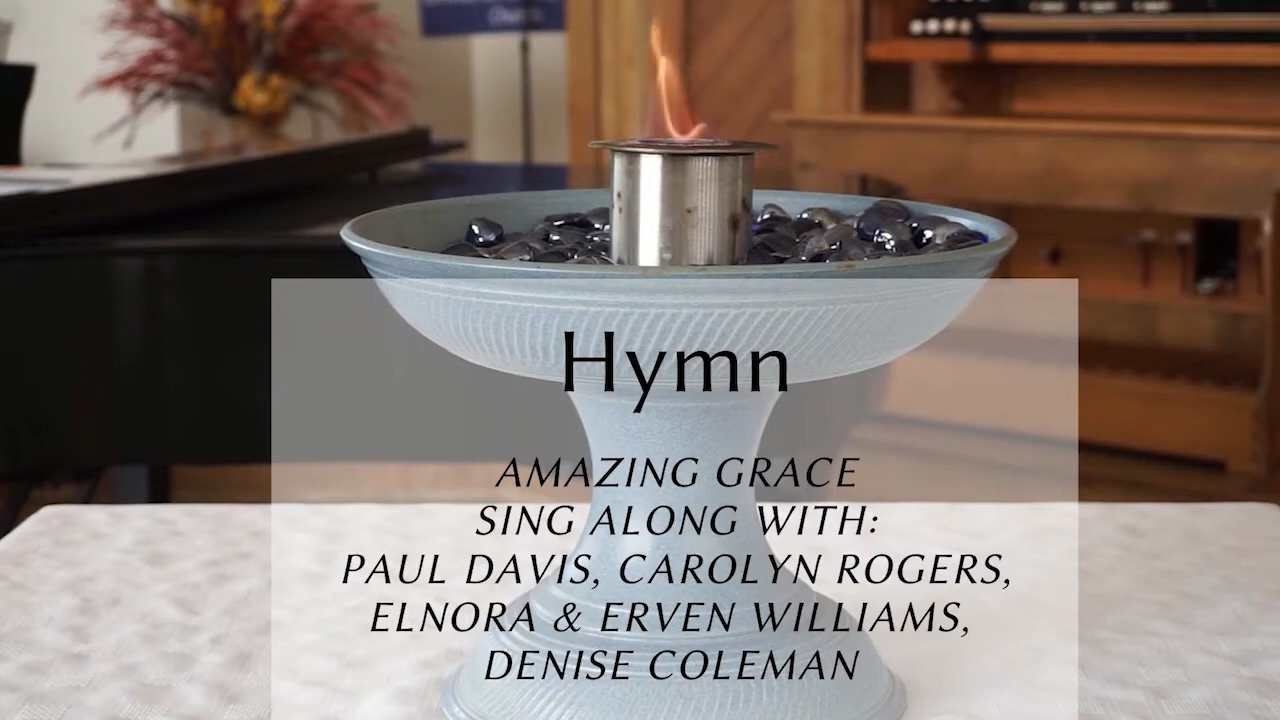 Hymn
AMAZING GRACE
SING ALONG WITH:
PAUL DAVIS, CAROLYN ROGERS,
ELNORA & ERVEN WILLIAMS,
DENISE COLEMAN